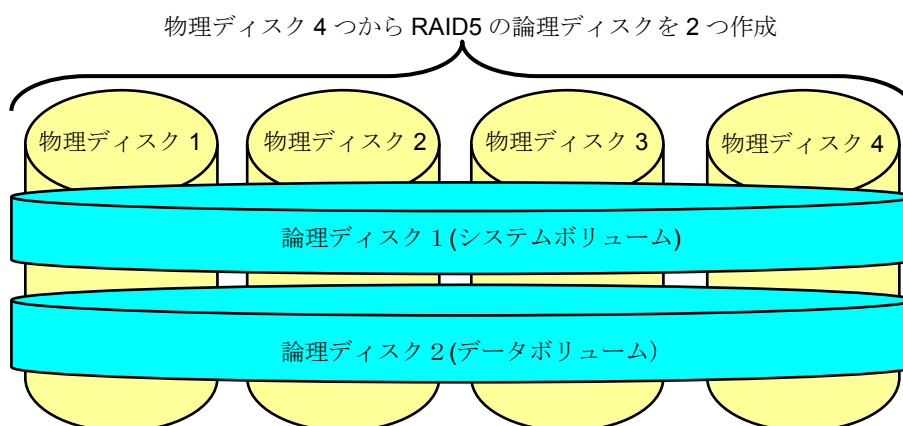 物理ディスク 4 つから RAID5 の論理ディスクを 2 つ作成
物理ディスク 1
物理ディスク 2
物理ディスク 3
物理ディスク 4
論理ディスク１(システムボリューム)
論理ディスク２(データボリューム）